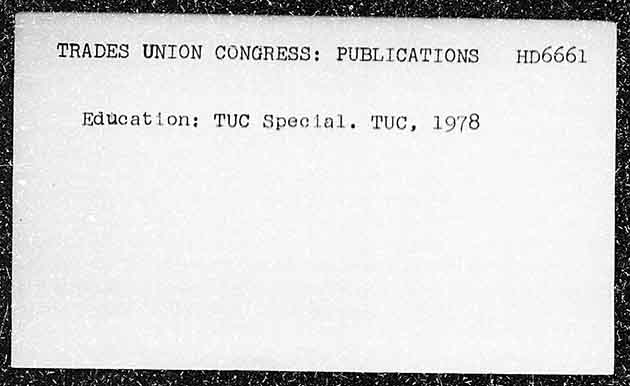 TRADES UNION CONGRESS: PUBLICATIONS HD6661
Education: TUC Special. TUC, 1978